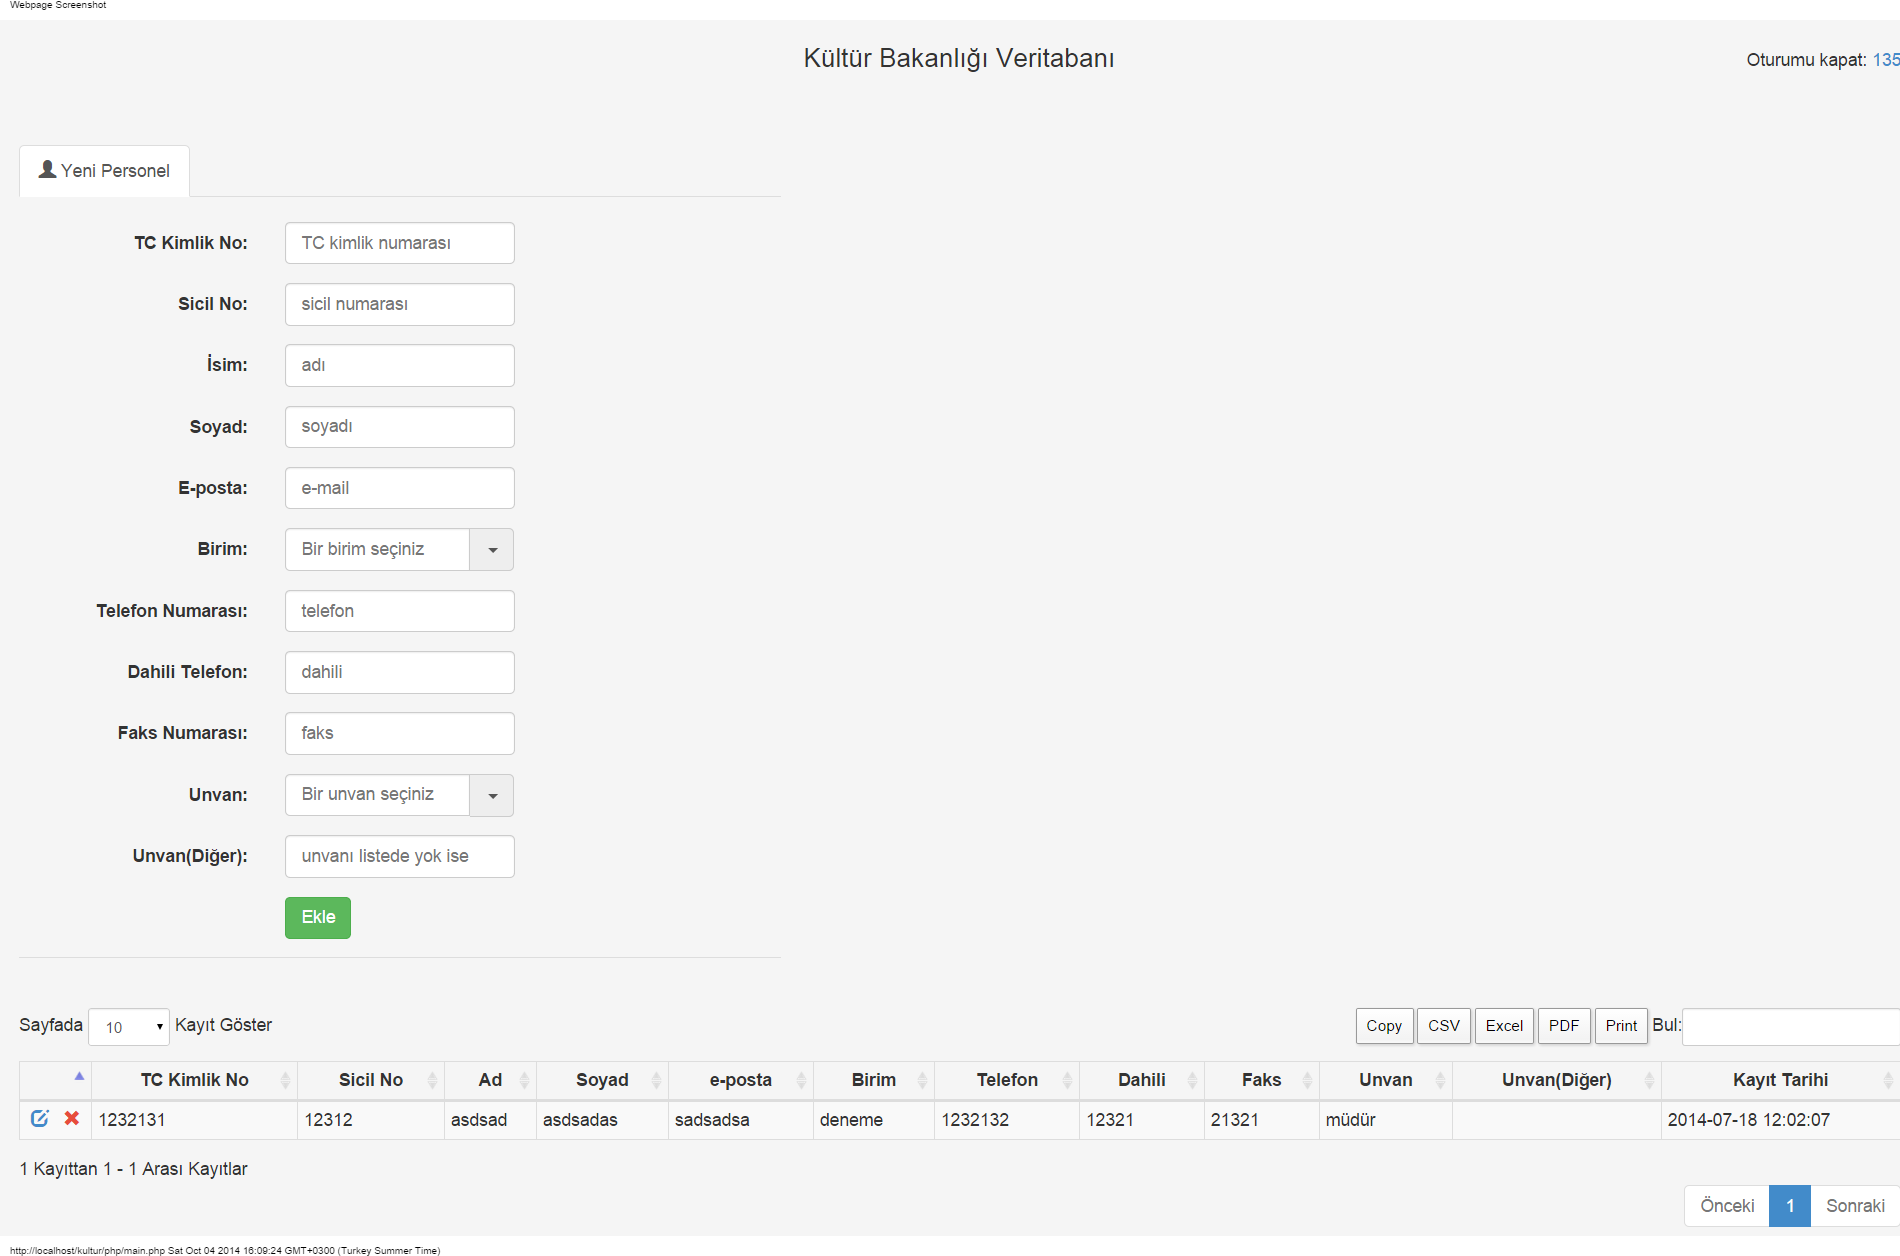 Webpage Screenshot
Kültür Bakanlığı Veritabanı
Oturumu kapat: 135
Yeni Personel
TC Kimlik No: TC kimlik numarası
Sicil No: sicil numarası
İsim: adı
Soyad: soyadı
E-posta: e-mail
Birim: Bir birim seçiniz
Telefon Numarası: telefon
Dahili Telefon: dahili
Faks Numarası: faks
Unvan: Bir unvan seçiniz
Unvan(Diğer): unvanı listede yok ise
Ekle
Sayfada 10 Kayıt Göster
Copy CSV Excel PDF Print Bul:
TC Kimlik No Sicil No Ad Soyad e-posta Birim Telefon Dahili Faks Unvan Unvan(Diğer) Kayıt Tarihi
1232131 12312 asdsad asdsadas sadsadsa deneme 1232132 12321 21321 müdür 2014-07-18 12:02:07
1 Kayıttan 1 - 1 Arası Kayıtlar
Önceki 1 Sonraki
http://localhost/kultur/php/main.php Sat Oct 04 2014 16:09:24 GMT+0300 (Turkey Summer Time)